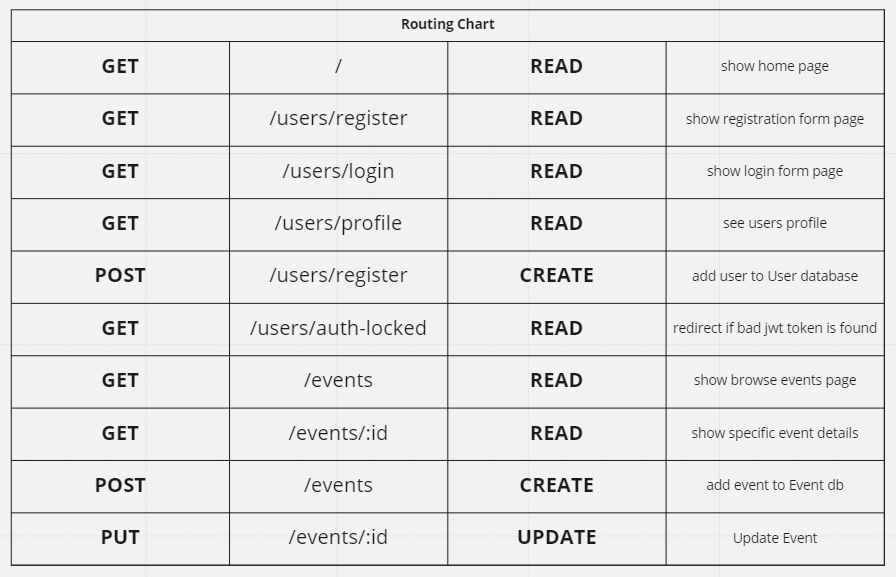 Routing Chart
GET / READ show home page
GET /users/register READ show registration form page
GET /users/login READ show login form page
GET /users/profile READ see users profile
POST /users/register CREATE add user to User database
GET /users/auth-locked READ redirect if bad jwt token is found
GET /events READ show browse events page
GET /events/:id READ show specific event details
POST /events CREATE add event to Event db
PUT /events/:id UPDATE Update Event